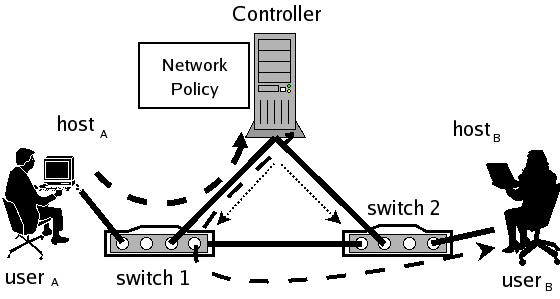 Controller
Network
Policy
host A
host B
switch 2
user A
switch 1
user B